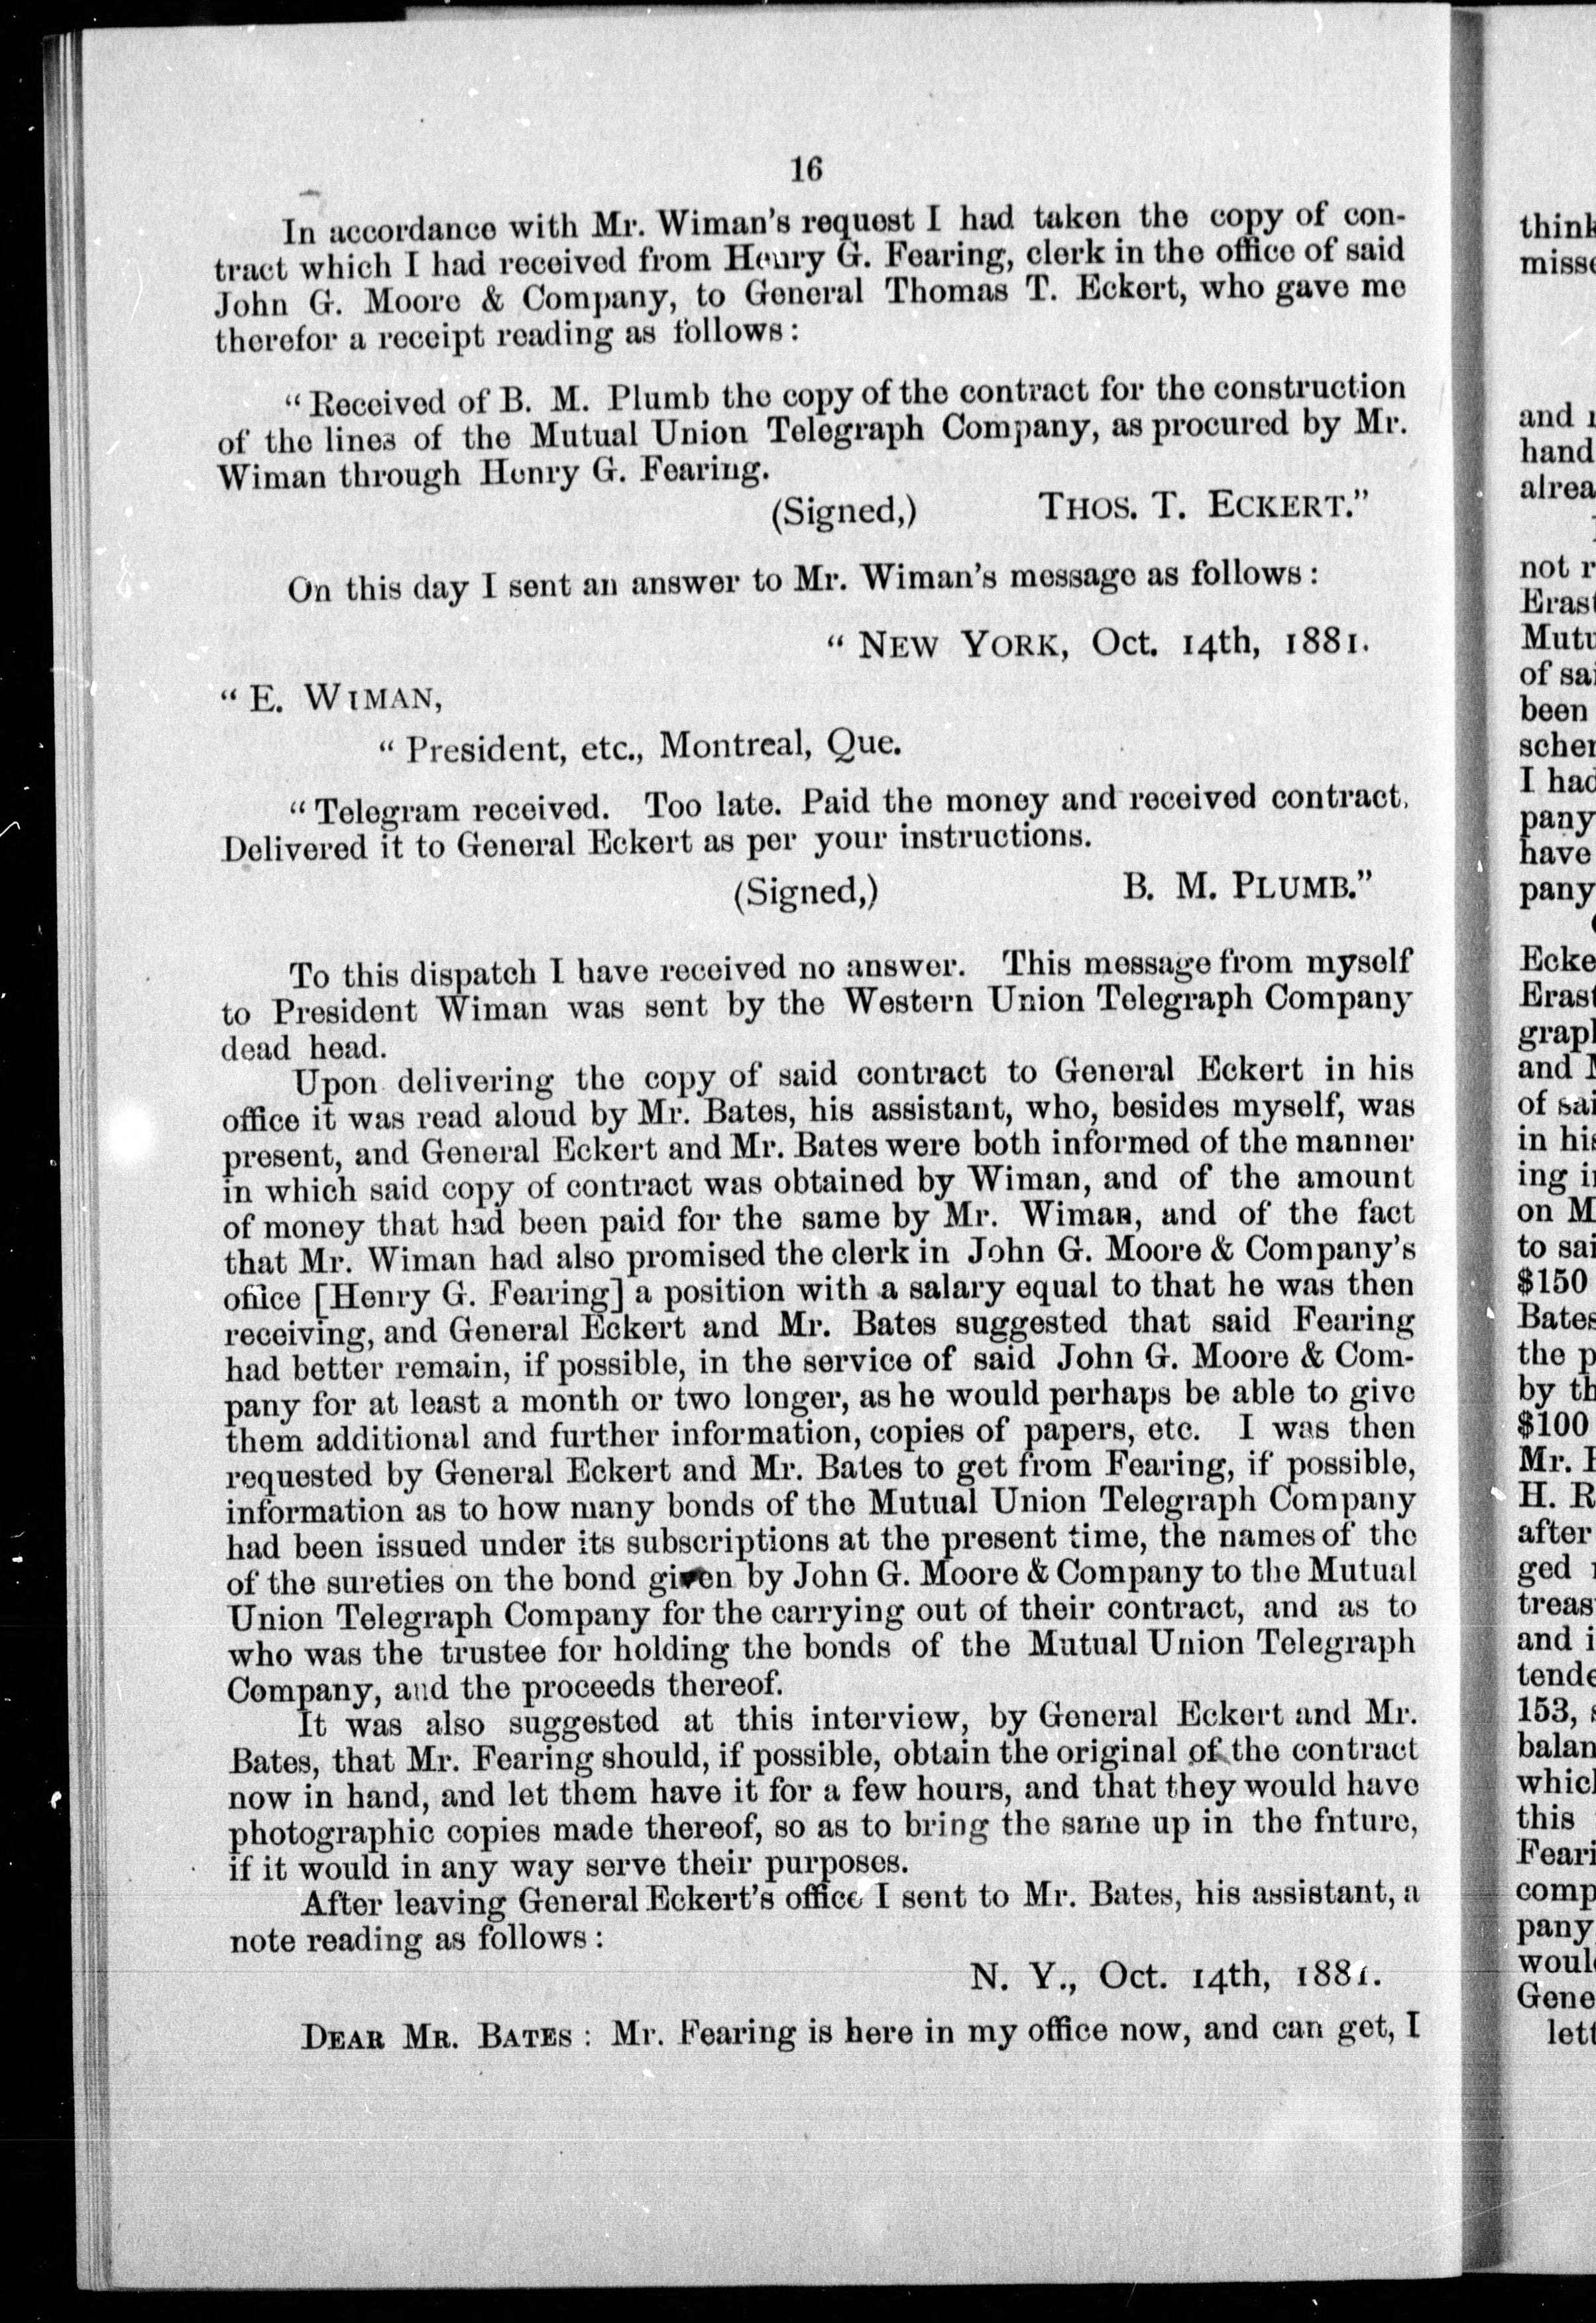 16
In accordance with Mr. Wiman's request I had taken the copy of con-
tract which I had received from Henry G. Fearing, clerk in the office of said
John G. Moore & Company, to General Thomas T. Eckert, who gave me
therefor a receipt reading as follows:
"Received of B. M. Plumb the copy of the contract for the construction
of the lines of the Mutual Union Telegraph Company, as procured by Mr.
Wiman through Henry G. Fearing.
(Signed,) THOS. T. ECKERT."
On this day I sent an answer to Mr. Wiman's message as follows:
"NEW YORK, Oct. 14th, 1881.
"E. WIMAN,
"President, etc., Montreal, Que.
"Telegram received. Too late. Paid the money and received contract.
Delivered it to General Eckert as per your instructions.
(Signed,) B. M. PLUMB."
To this dispatch I have received no answer. This message from myself
to President Wiman was sent by the Western Union Telegraph Company
dead head.
Upon delivering the copy of said contract to General Eckert in his
office it was read aloud by Mr. Bates, his assistant, who, besides myself, was
present, and General Eckert and Mr. Bates were both informed of the manner
in which said copy of contract was obtained by Wiman, and of the amount
of money that had been paid for the same by Mr. Wiman, and of the fact
that Mr. Wiman had also promised the clerk in John G. Moore & Company's
office [Henry G. Fearing] a position with a salary equal to that he was then
receiving, and General Eckert and Mr. Bates suggested that said Fearing
had better remain, if possible, in the service of said John G. Moore & Com-
pany for at least a month or two longer, as he would perhaps be able to give
them additional and further information, copies of papers, etc. I was then
requested by General Eckert and Mr. Bates to get from Fearing, if possible,
information as to how many bonds of the Mutual Union Telegraph Company
had been issued under its subscriptions at the present time, the names of the
of the sureties on the bond given by John G. Moore & Company to the Mutual
Union Telegraph Company for the carrying out of their contract, and as to
who was the trustee for holding the bonds of the Mutual Union Telegraph
Company, and the proceeds thereof.
It was also suggested at this interview, by General Eckert and Mr.
Bates, that Mr. Fearing should, if possible, obtain the original of the contract
now in hand, and let them have it for a few hours, and that they would have
photographic copies made thereof, so as to bring the same up in the fnture,
if it would in any way serve their purposes.
After leaving General Eckert's office I sent to Mr. Bates, his assistant, a
note reading as follows:
N. Y., Oct. 14th, 1881.
DEAR MR. BATES: Mr. Fearing is here in my office now, and can get, I